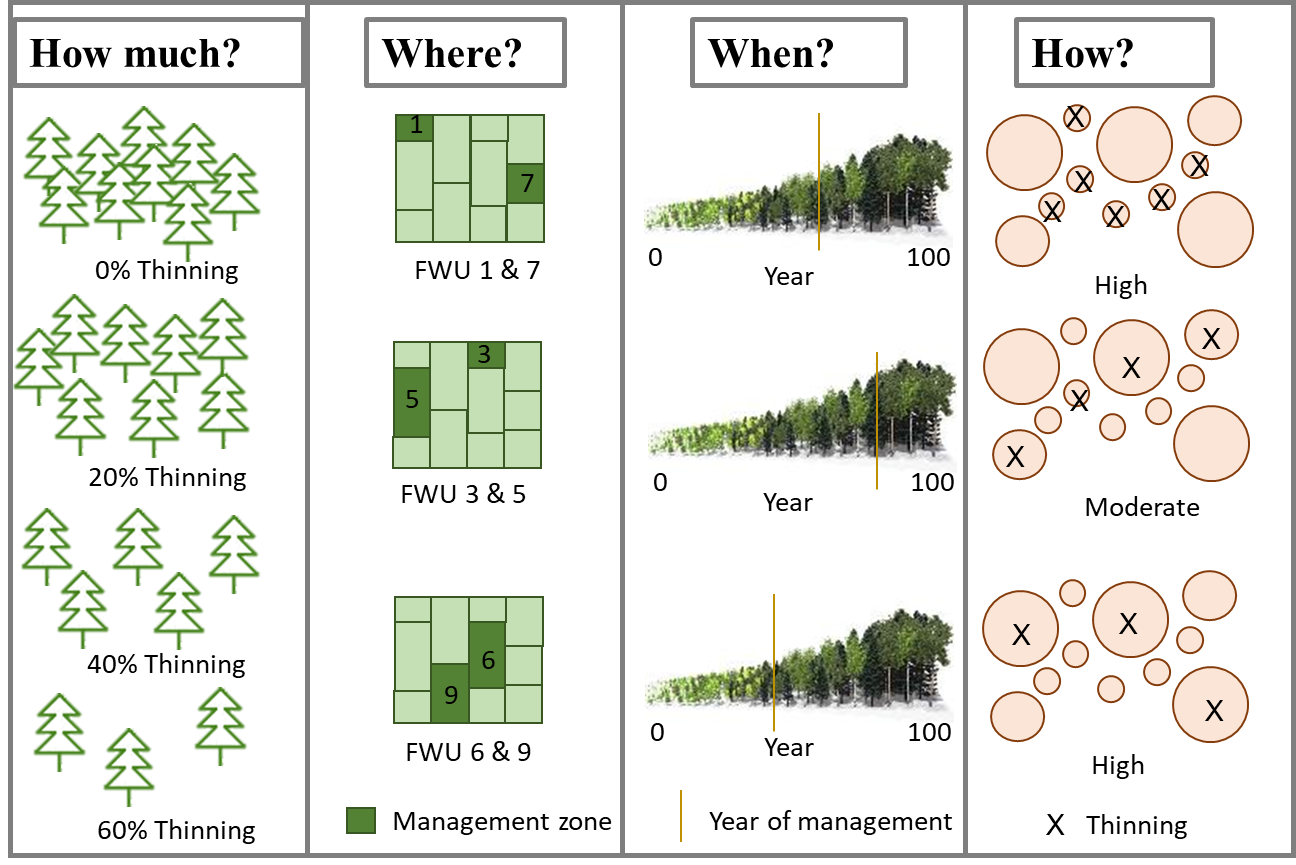 How much?
0% Thinning
20% Thinning
40% Thinning
60% Thinning
Where?
1
7
FWU 1 & 7
3
5
FWU 3 & 5
6
9
FWU 6 & 9
Management zone
When?
0
100
Year
0
100
Year
0
100
Year
Year of management
How?
X
X
X
X
X
X
High
X
X
X
X
Moderate
X
X
X
High
X Thinning